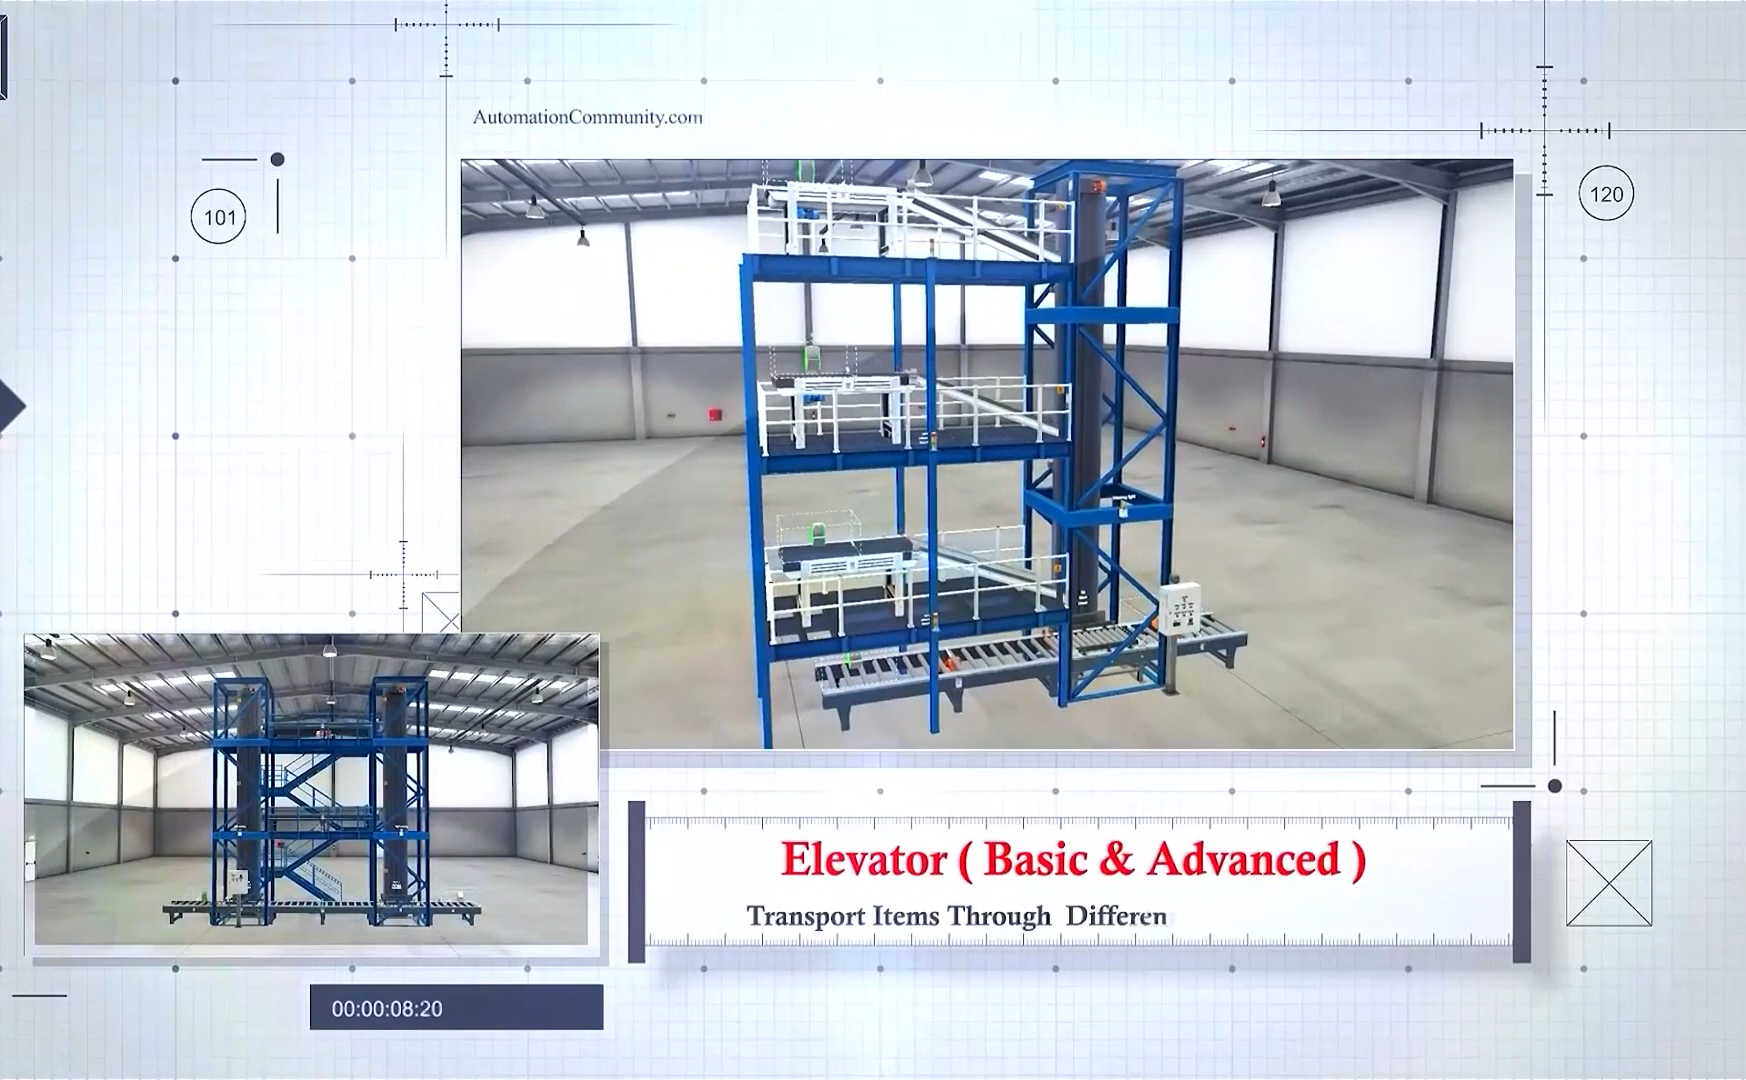 AutomationCommunity.com
101
120
Elevator ( Basic & Advanced )
Transport Items Through Differen
00:00:08:20